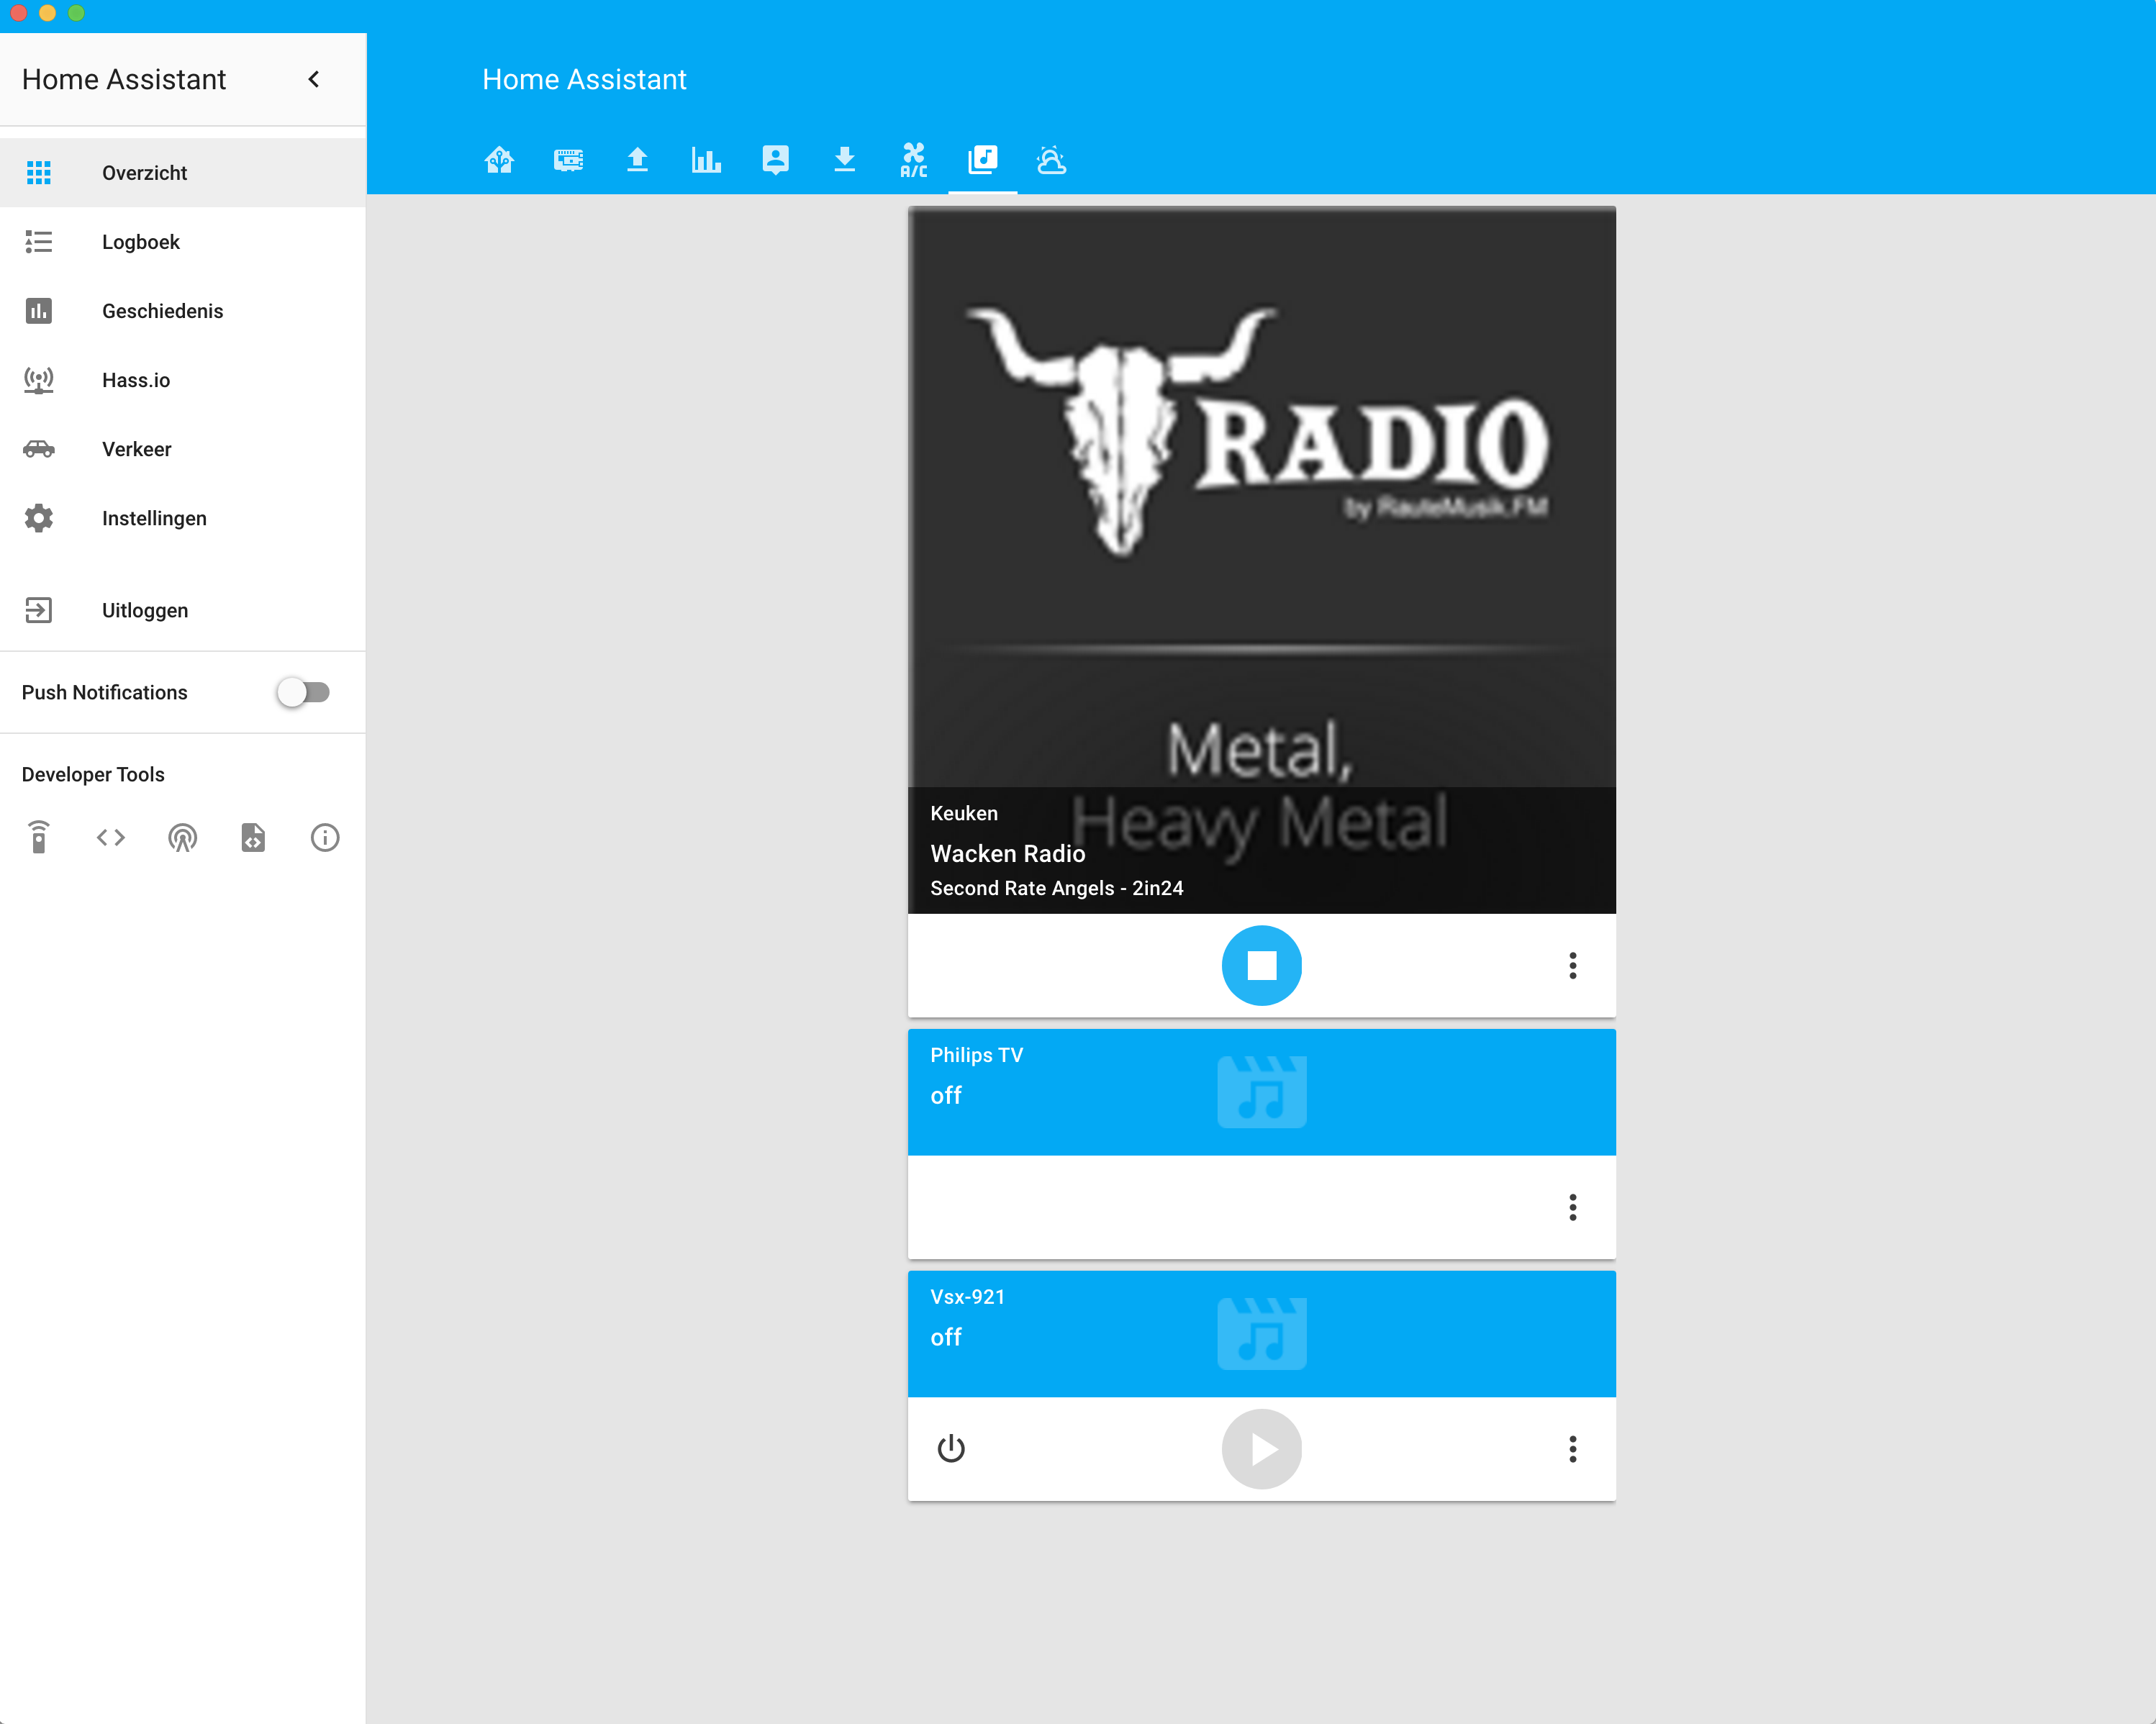 Home Assistant
Home Assistant
A/C
Overzicht
Logboek
Geschiedenis
Hass.io
Verkeer
Instellingen
Uitloggen
Push Notifications
Developer Tools
RADIO
by RauteMusik.FM
Metal,
Heavy Metal
Keuken
Wacken Radio
Second Rate Angels - 2in24
Philips TV
off
Vsx-921
off